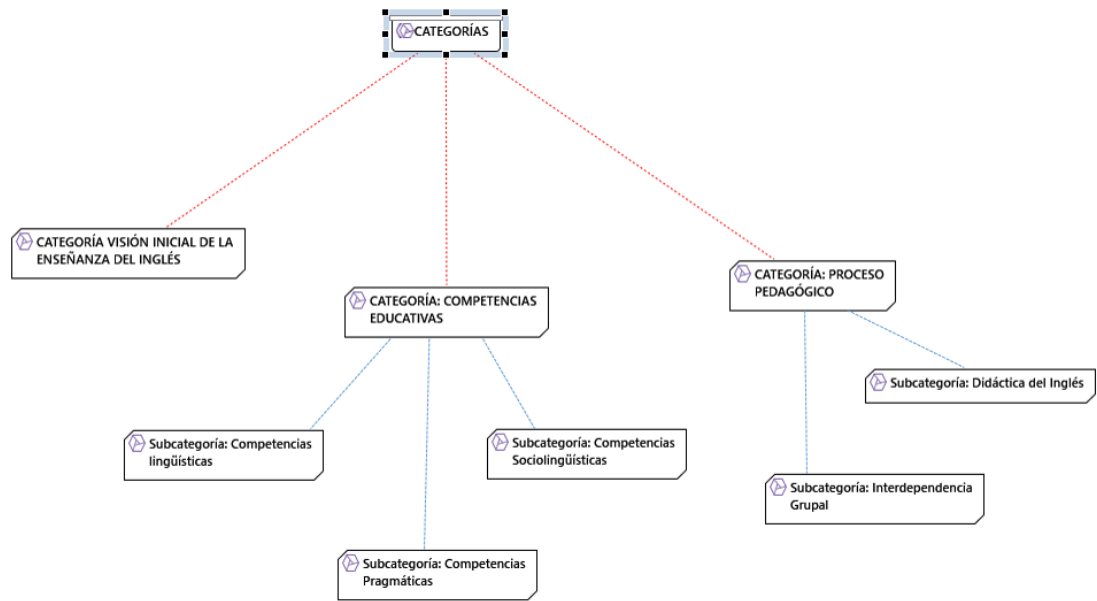 CATEGORÍAS
CATEGORÍA VISIÓN INICIAL DE LA
ENSEÑANZA DEL INGLÉS
CATEGORÍA: COMPETENCIAS
EDUCATIVAS
CATEGORÍA: PROCESO
PEDAGÓGICO
Subcategoría: Didáctica del Inglés
Subcategoría: Competencias
lingüísticas
Subcategoría: Competencias
Sociolingüísticas
Subcategoría: Interdependencia
Grupal
Subcategoría: Competencias
Pragmáticas